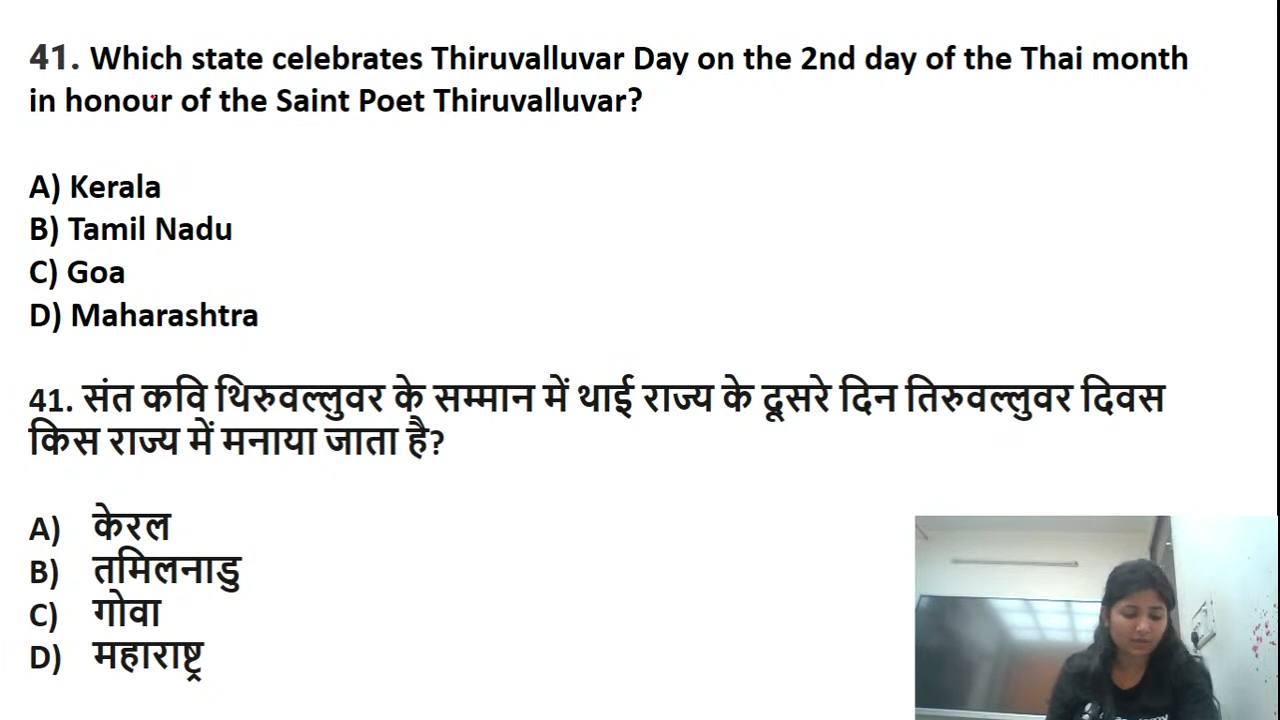 41. Which state celebrates Thiruvalluvar Day on the 2nd day of the Thai month
in honour of the Saint Poet Thiruvalluvar?
A) Kerala
B) Tamil Nadu
C) Goa
D) Maharashtra
41. संत कवि थिरुवल्लुवर के सम्मान में थाई राज्य के दूसरे दिन तिरुवल्लुवर दिवस
किस राज्य में मनाया जाता है?
A) केरल
B) तमिलनाडु
C) गोवा
D) महाराष्ट्र